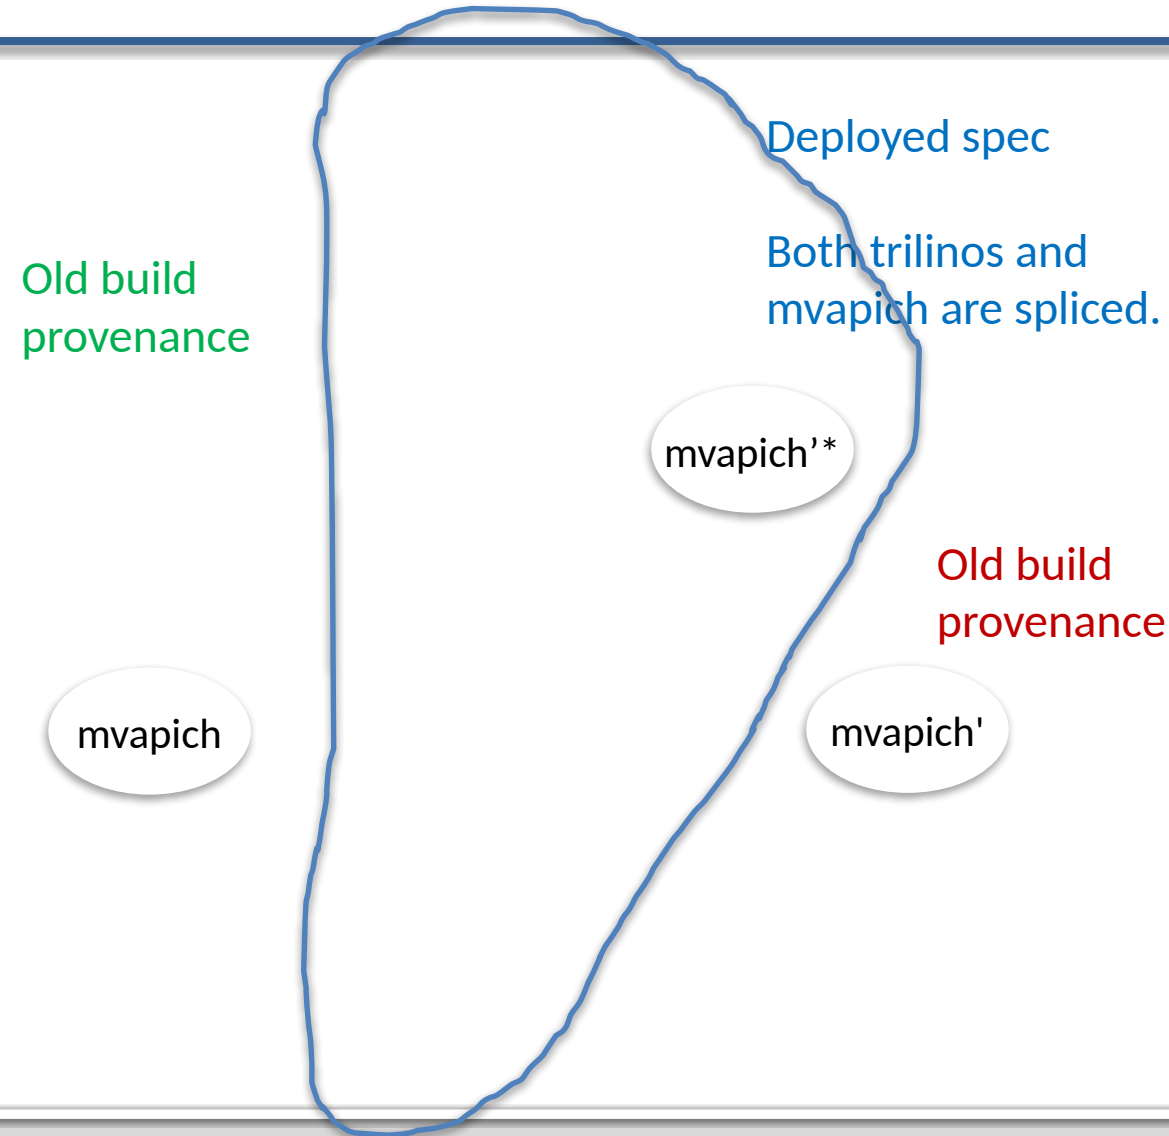 Deployed spec
Both trilinos and
mvapich are spliced.
Old build
provenance
mvapich’*
Old build
provenance
mvapich
mvapich'